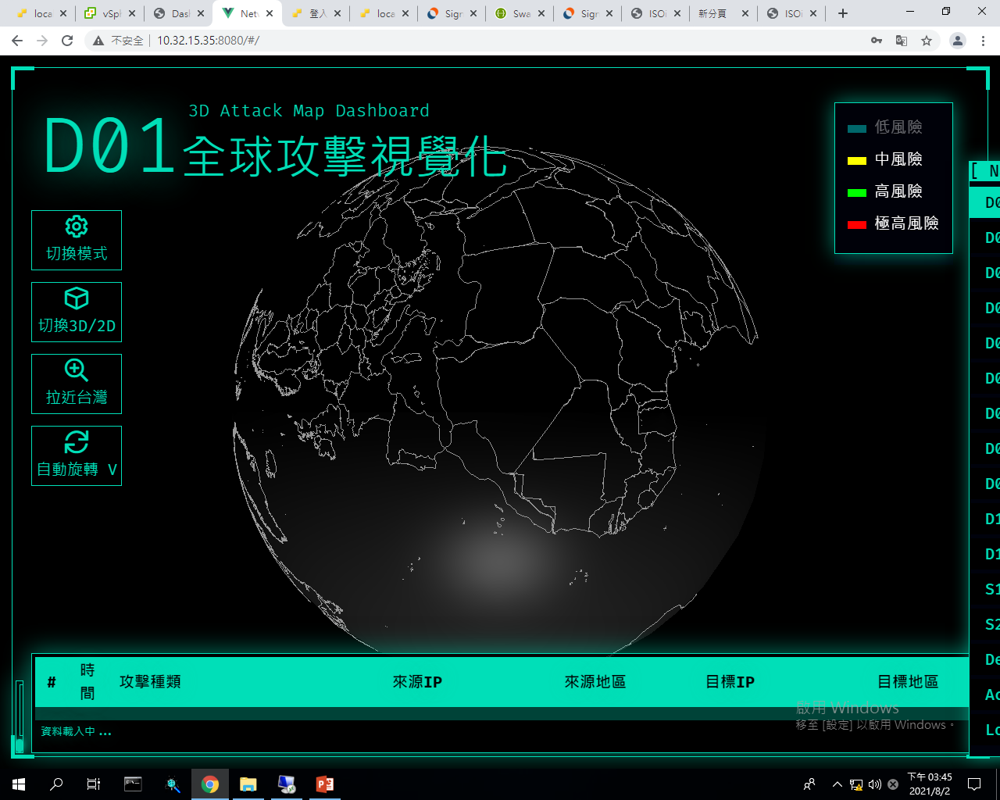 loca
vSph
Dash
Netv
登入
loca
Sign
Swa
Sign
ISOi
新分頁
ISOi
不安全
10.32.15.35:8080/#/
D01
3D Attack Map Dashboard
全球攻擊視覺化
低風險
中風險
高風險
極高風險
切換模式
切換3D/2D
拉近台灣
自動旋轉 V
[ N
D0
D0
D0
D0
D0
D0
D0
D0
D0
D1
D1
S1
S2
De
Ac
Lo
# 時間 攻擊種類 來源IP 來源地區 目標IP 目標地區
資料載入中 ...
啟用 Windows
移至 [設定] 以啟用 Windows。
下午 03:45
2021/8/2